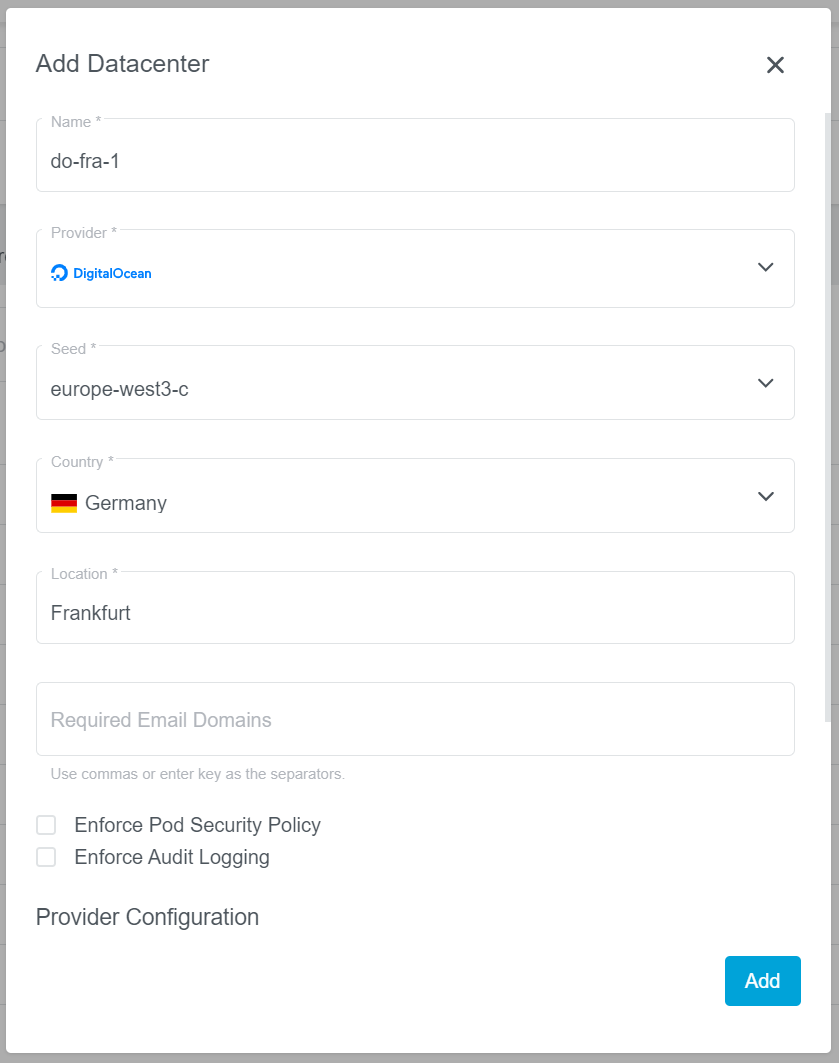 Add Datacenter
Name *
do-fra-1
Provider *
DigitalOcean
Seed *
europe-west3-c
Country *
Germany
Location *
Frankfurt
Required Email Domains
Use commas or enter key as the separators.
Enforce Pod Security Policy
Enforce Audit Logging
Provider Configuration
Add